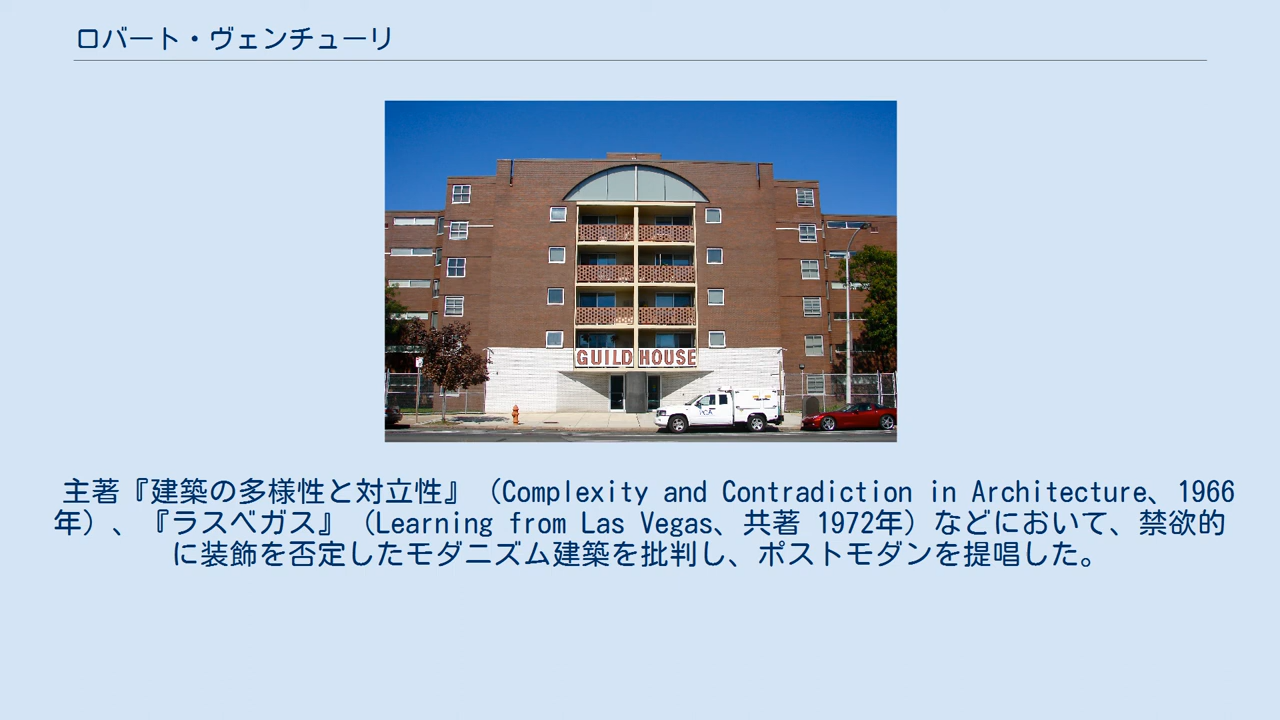 ロバート・ヴェンチューリ
GUILD HOUSE
主著『建築の多様性と対立性』（Complexity and Contradiction in Architecture、1966
年）、『ラスベガス』（Learning from Las Vegas、共著 1972年）などにおいて、禁欲的
に装飾を否定したモダニズム建築を批判し、ポストモダンを提唱した。